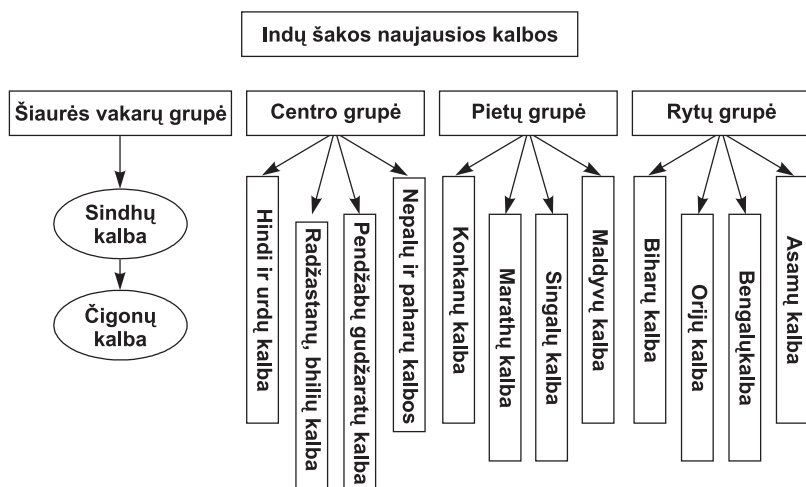 Indų šakos naujausios kalbos
Šiaurės vakarų grupė
Centro grupė
Pietų grupė
Rytų grupė
Sindhų
kalba
Čigonų
kalba
Hindi ir urdų kalba
Radžastanų, bhilių kalba
Pendžabų gudžaratų kalba
Nepalų ir paharų kalbos
Konkanų kalba
Marathų kalba
Singalų kalba
Maldyvų kalba
Biharų kalba
Orijų kalba
Bengalųkalba
Asamų kalba